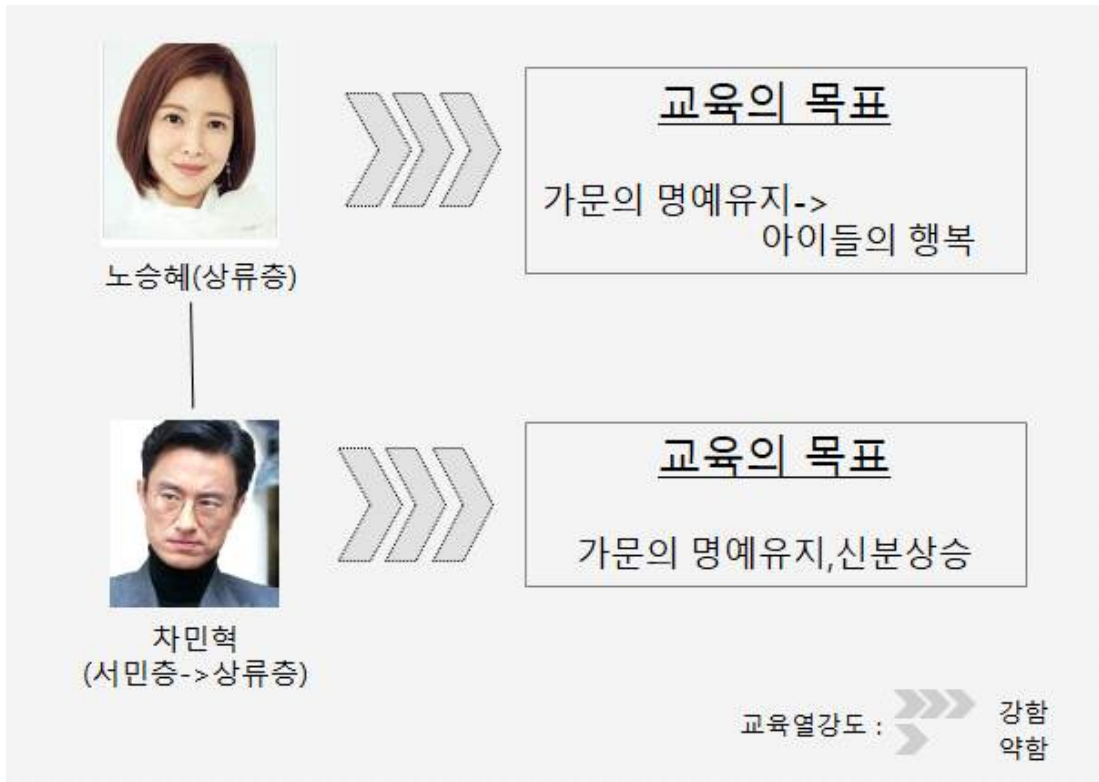 교육의 목표
가문의 명예유지->
아이들의 행복
노승혜(상류층)
교육의 목표
가문의 명예유지,신분상승
차민혁
(서민층->상류층)
교육열강도 : 강함
약함